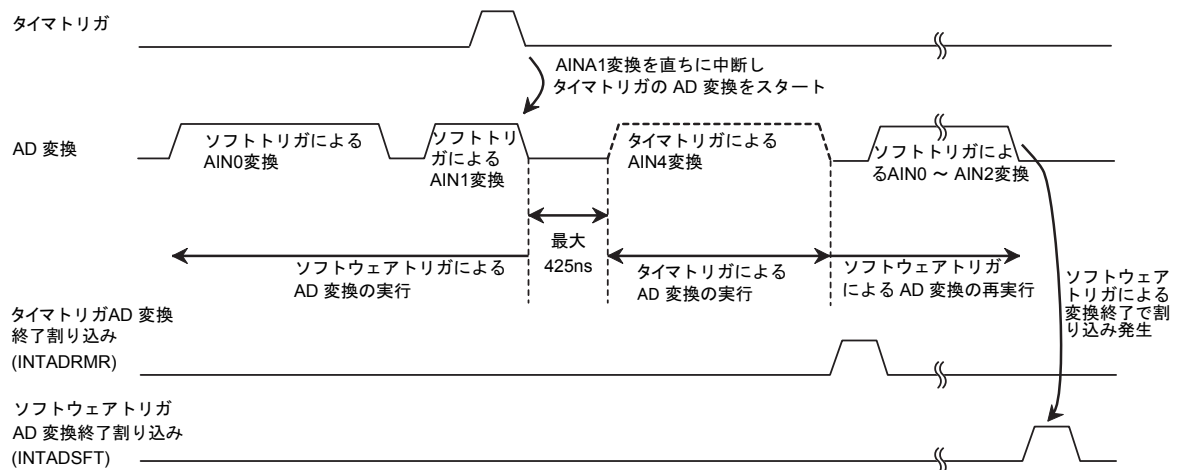 タイマトリガ
AINA1変換を直ちに中断し
タイマトリガの AD 変換をスタート
AD 変換
ソフトトリガによる
AIN0変換
ソフトトリ
ガによる
AIN1変換
タイマトリガによる
AIN4変換
ソフトトリガによ
るAIN0 ～ AIN2変換
最大
425ns
ソフトウェアトリガによる
AD 変換の実行
タイマトリガによる
AD 変換の実行
ソフトウェアトリガ
による AD 変換の再実行
ソフトウェア
トリガによる
変換終了で割
り込み発生
タイマトリガAD 変換
終了割り込み
(INTADRMR)
ソフトウェアトリガ
AD 変換終了割り込み
(INTADSFT)